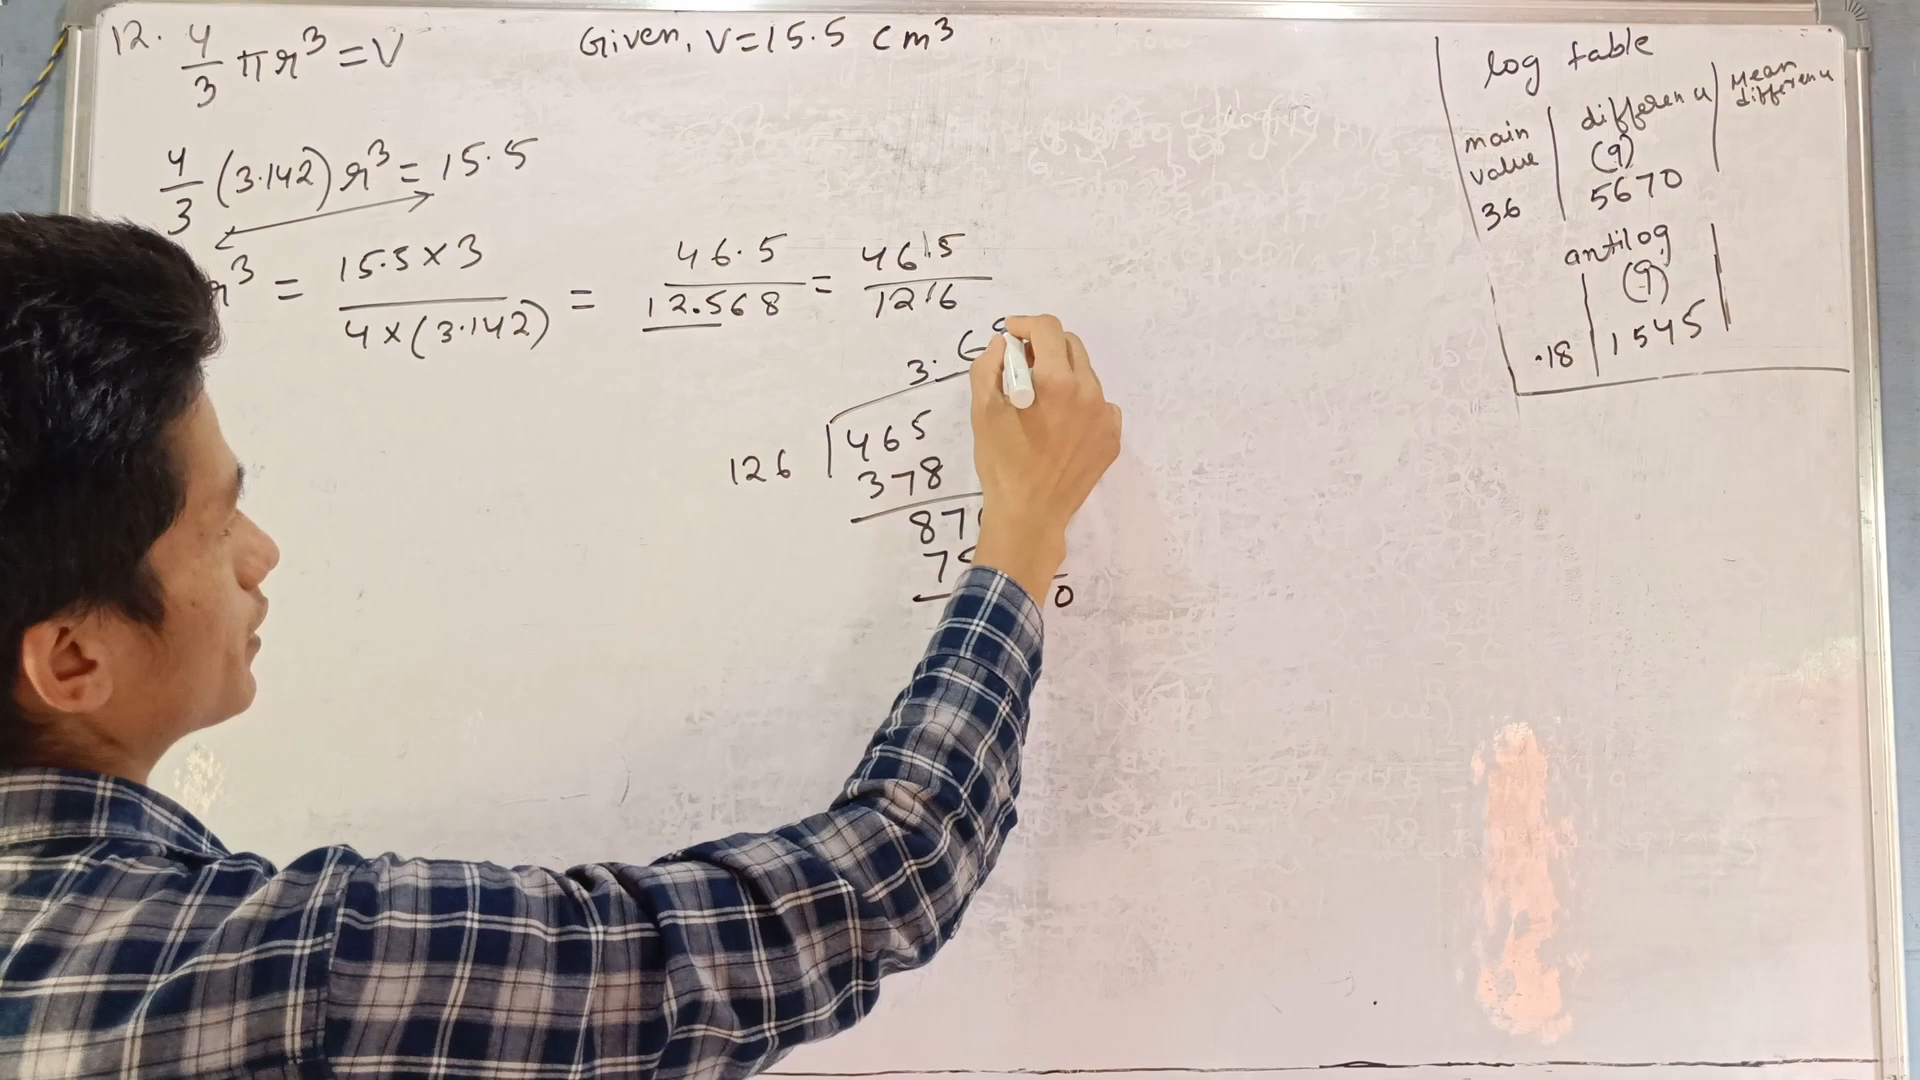 12. 4/3 πr³ = V
Given, V=15.5 cm³
4/3 (3.142) r³ = 15.5
r³ = 15.5×3 / 4×(3.142) = 46.5 / 12.568 = 46.5 / 12.6
3.6
126 465
378
87
7
0
log table
main value | differenu (9) | Mean differenu
36 | 5670
antilog
(9)
.18 | 1545